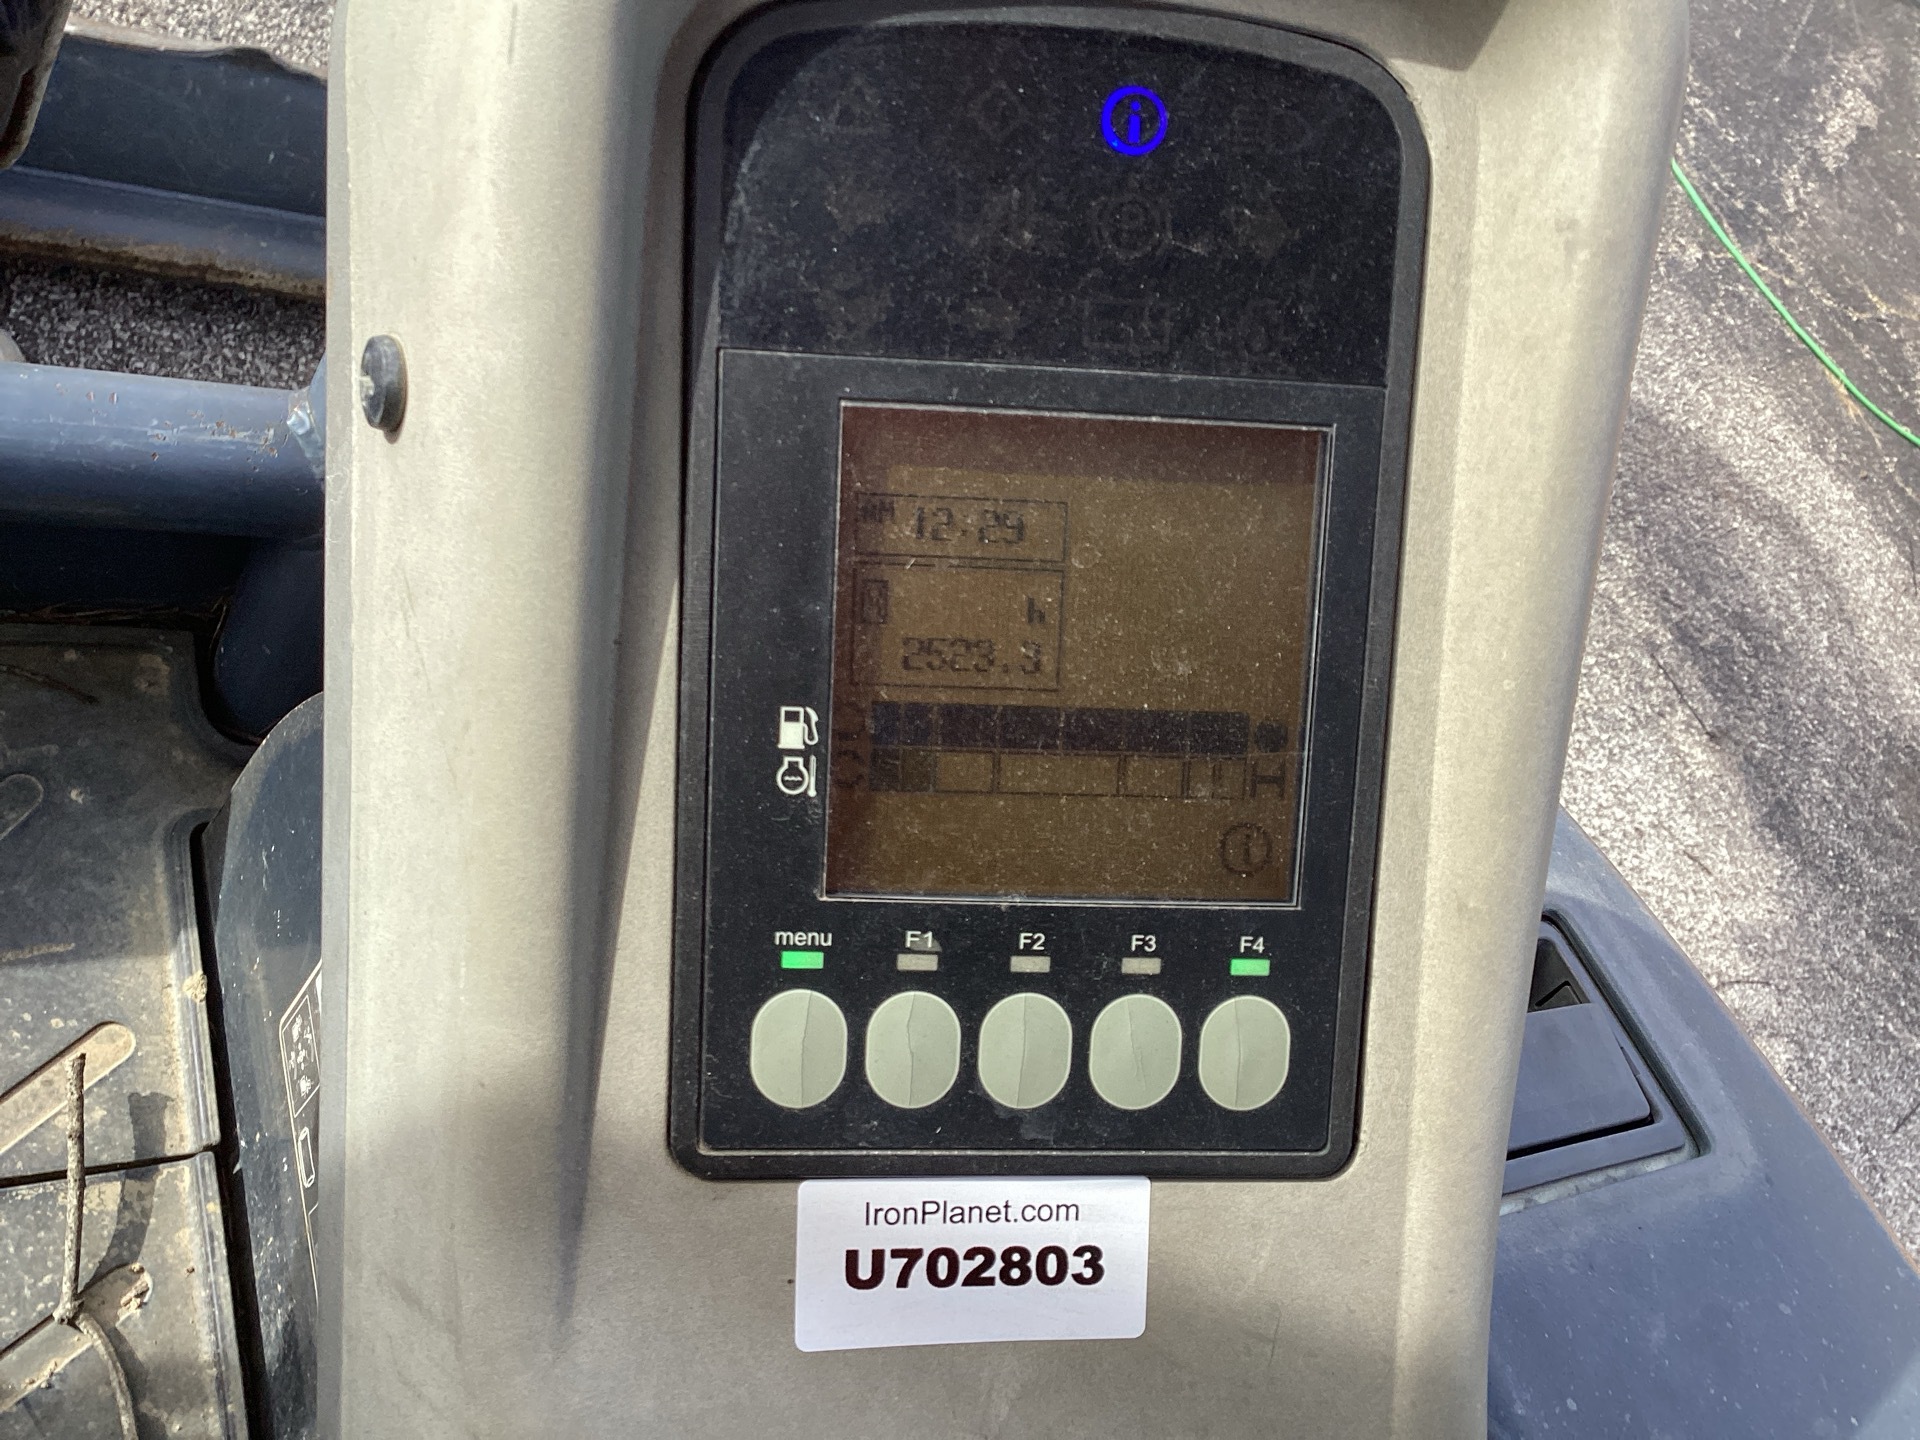 AM 12:29
h
2523.3
H
menu F1 F2 F3 F4
IronPlanet.com
U702803